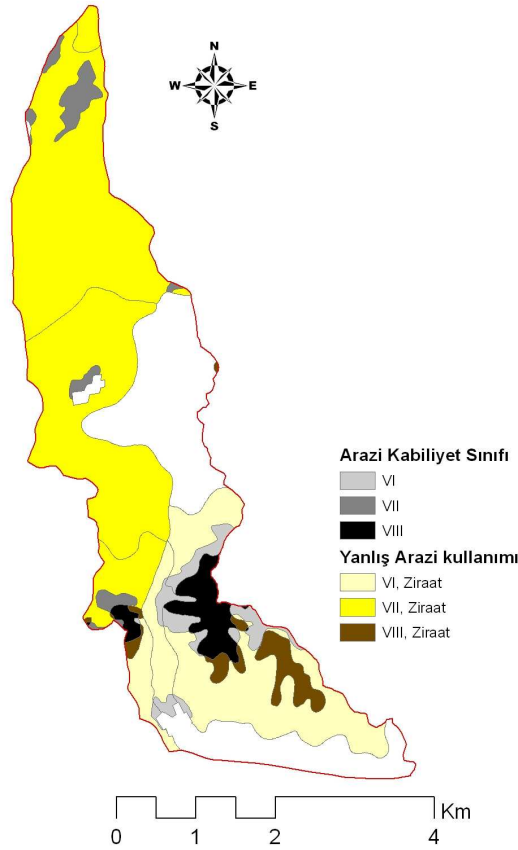 N
W E
S
Arazi Kabiliyet Sınıfı
VI
VII
VIII
Yanlış Arazi kullanımı
VI, Ziraat
VII, Ziraat
VIII, Ziraat
Km
0 1 2 4